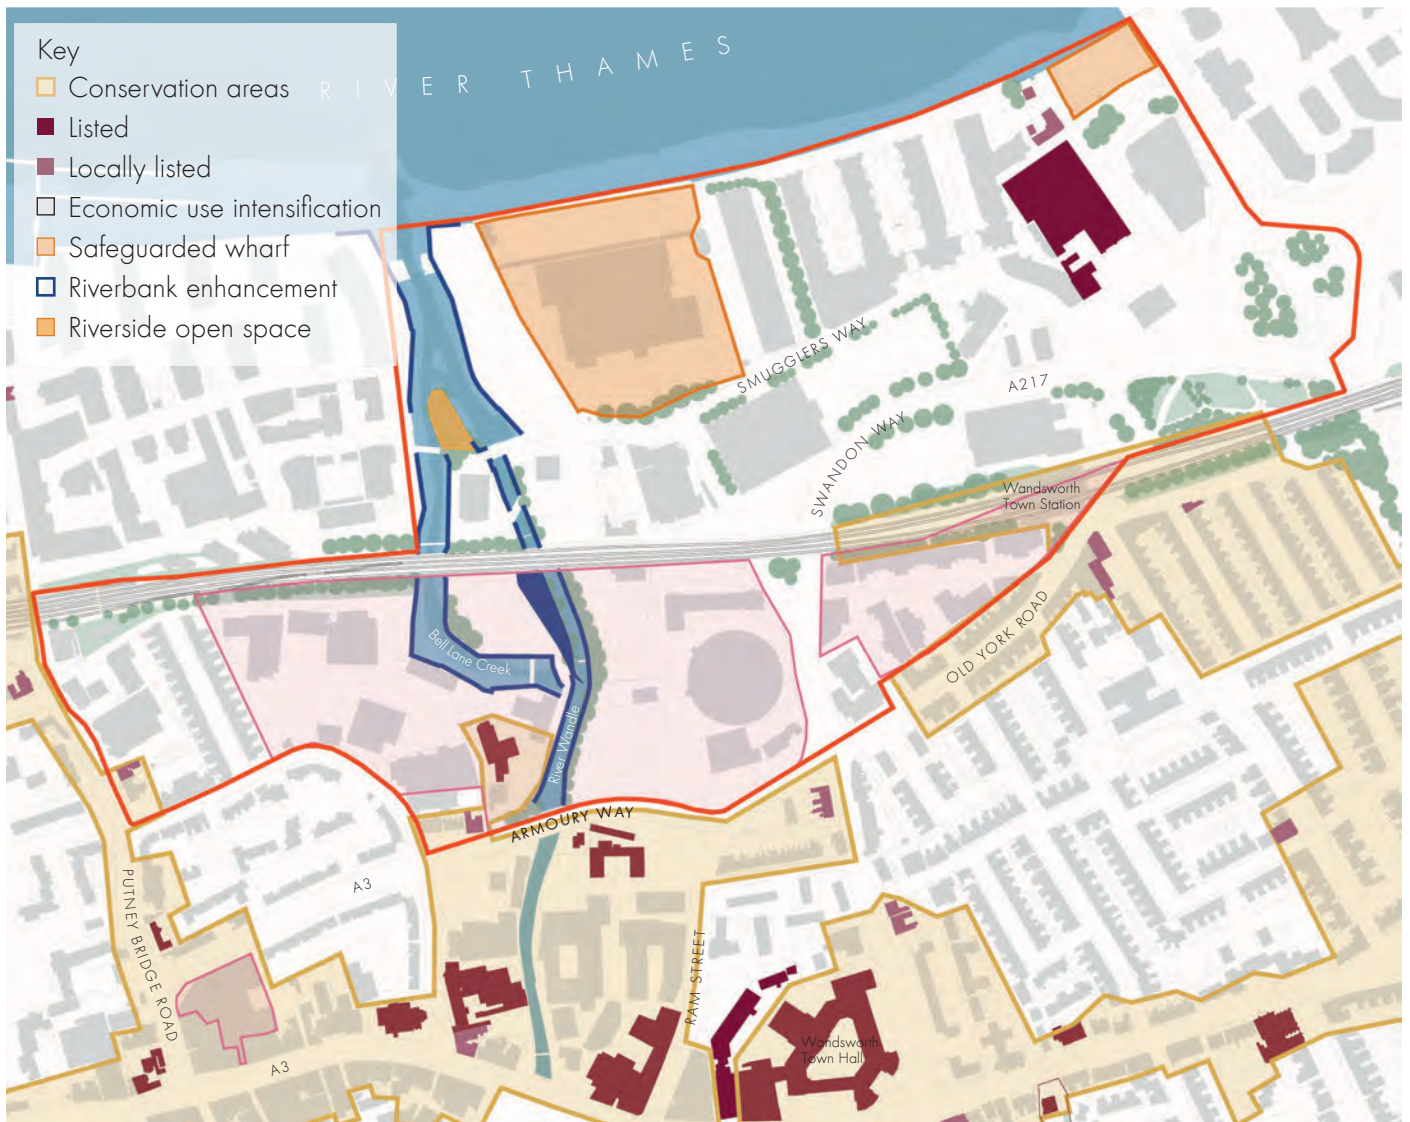 Key
Conservation areas
Listed
Locally listed
Economic use intensification
Safeguarded wharf
Riverbank enhancement
Riverside open space
RIVER THAMES
SMUGGLERS WAY
A217
SWANDON WAY
Wandsworth
Town Station
OLD YORK ROAD
Bell Lane Creek
River Wandle
ARMOURY WAY
A3
PUTNEY BRIDGE ROAD
RAM STREET
Wandsworth
Town Hall
A3